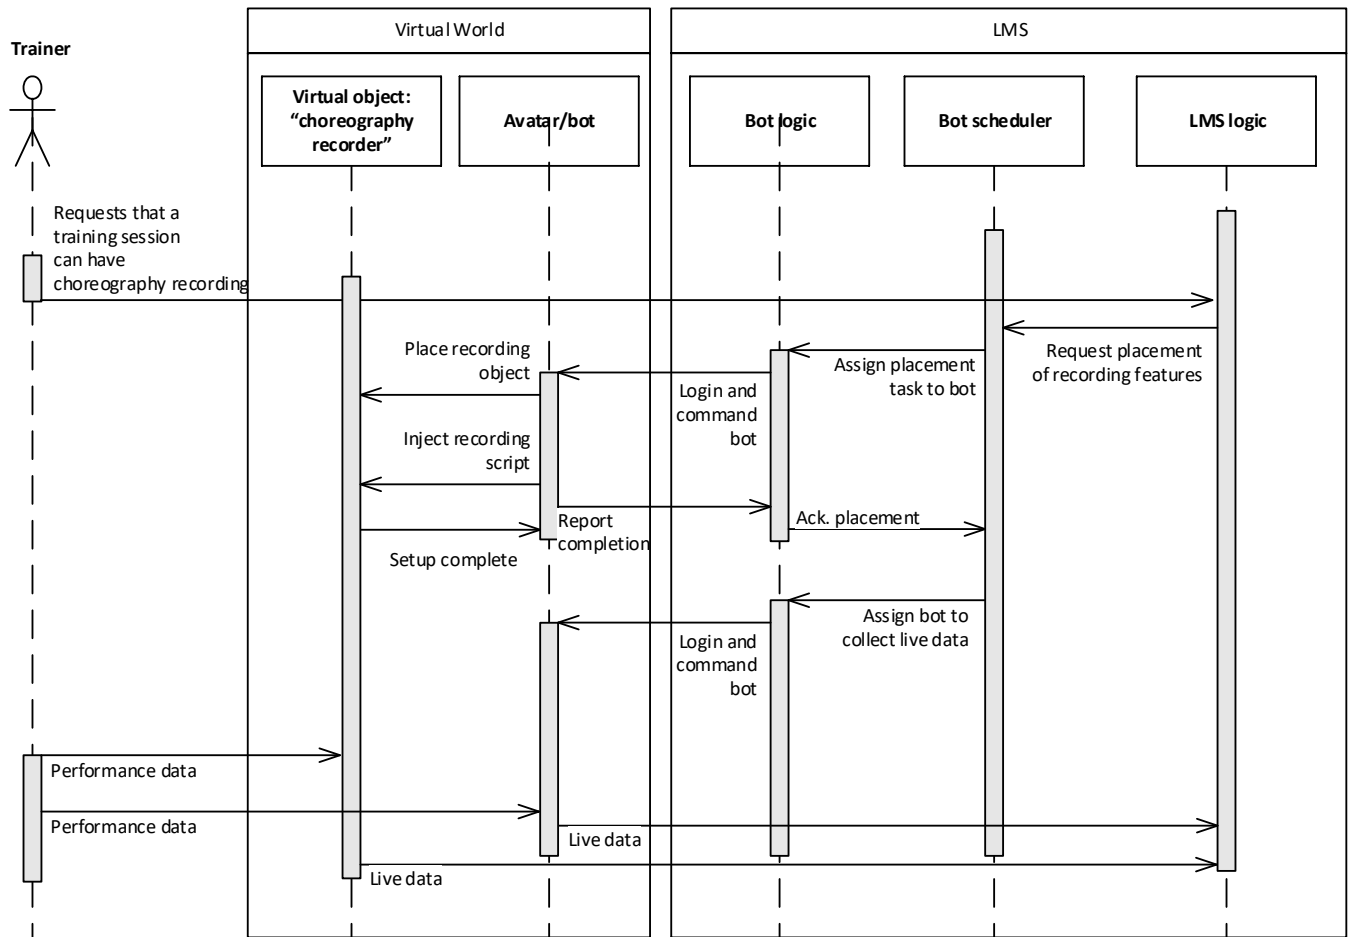 Virtual World
LMS
Trainer
Virtual object:
“choreography
recorder”
Avatar/bot
Bot logic
Bot scheduler
LMS logic
Requests that a
training session
can have
choreography recording
Request placement
of recording features
Assign placement
task to bot
Login and
command
bot
Place recording
object
Inject recording
script
Report
completion
Ack. placement
Setup complete
Assign bot to
collect live data
Login and
command
bot
Performance data
Performance data
Live data
Live data